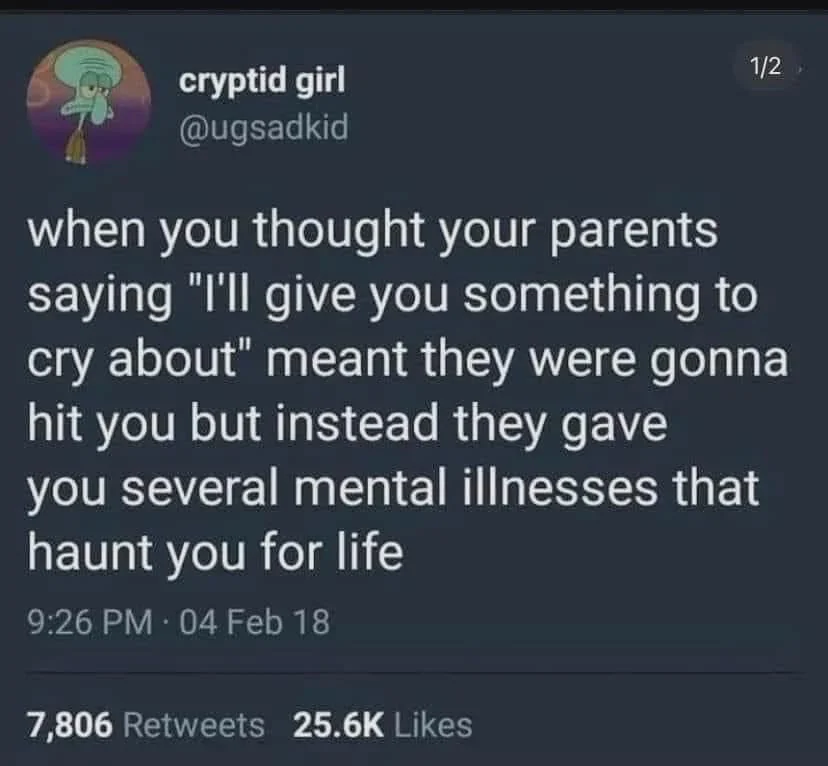 1/2
cryptid girl
@ugsadkid
when you thought your parents
saying "I'll give you something to
cry about" meant they were gonna
hit you but instead they gave
you several mental illnesses that
haunt you for life
9:26 PM · 04 Feb 18
7,806 Retweets 25.6K Likes